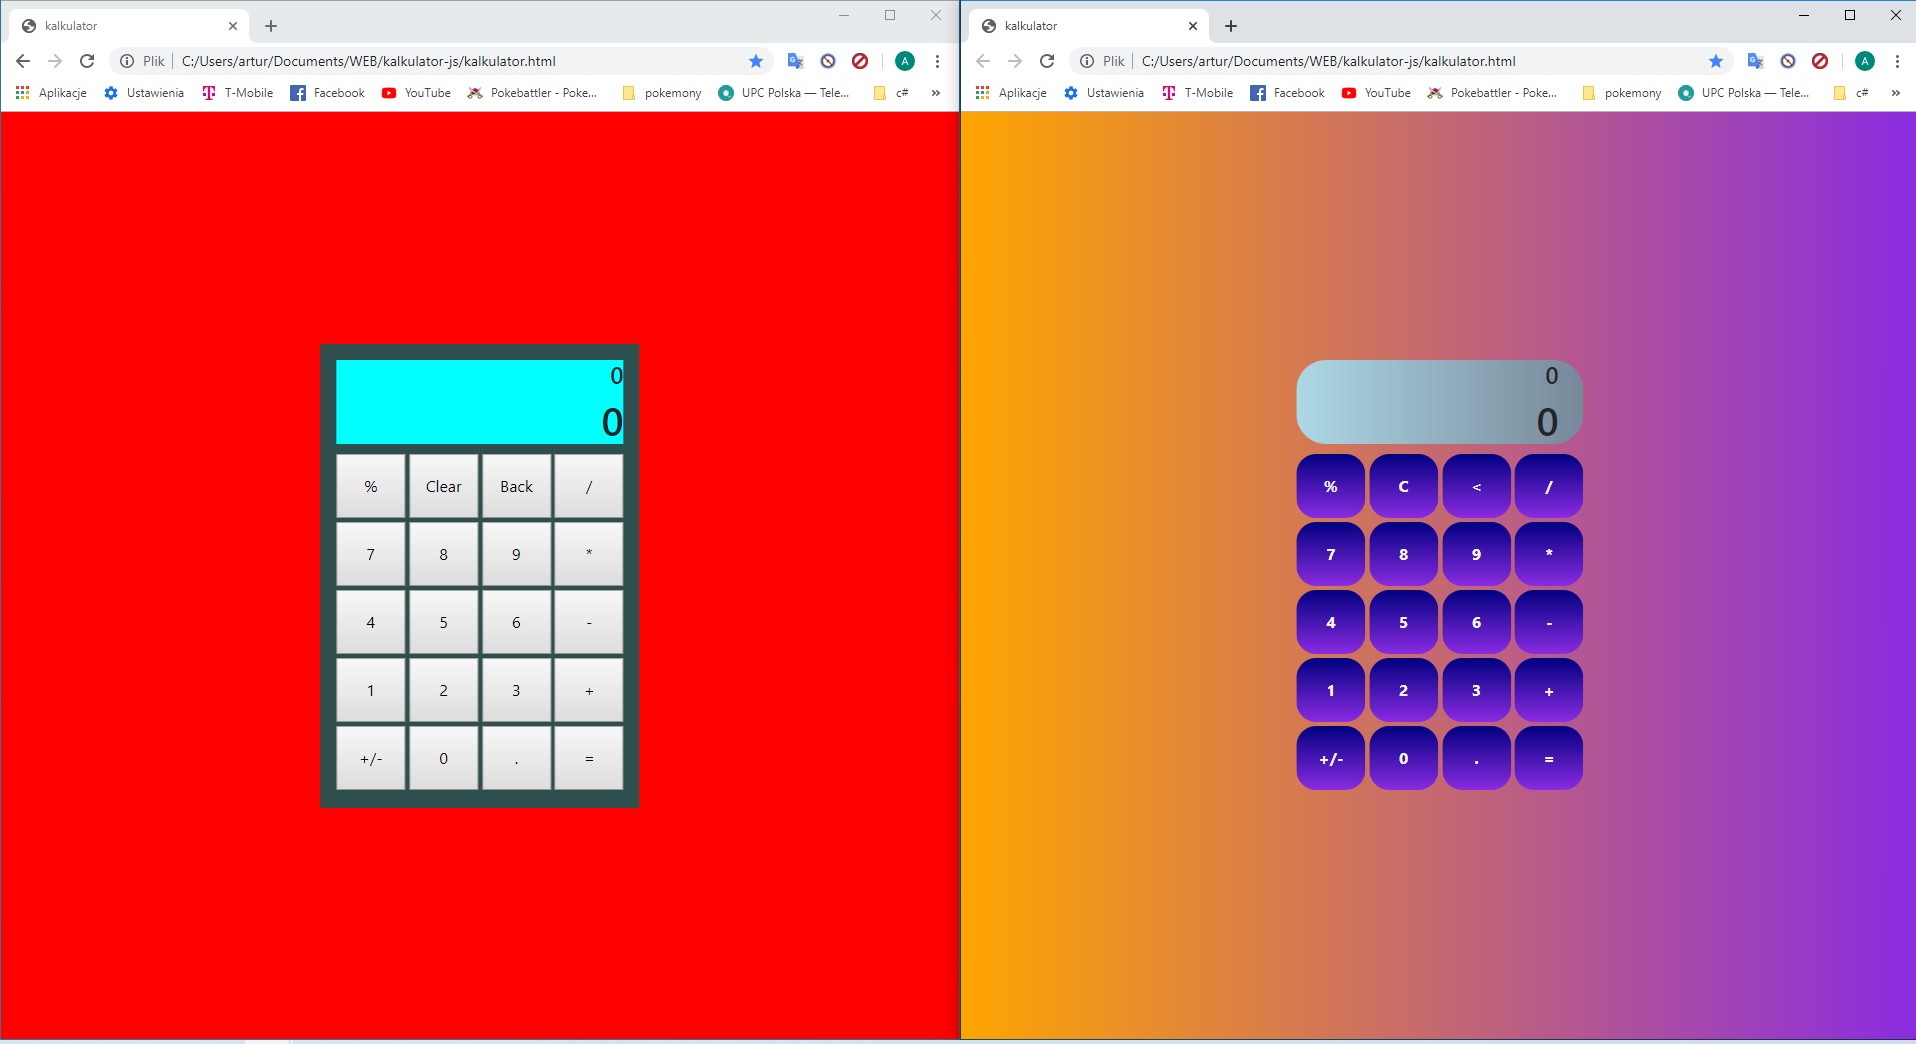 kalkulator
Plik C:/Users/artur/Documents/WEB/kalkulator-js/kalkulator.html
A
Aplikacje Ustawienia T-Mobile Facebook YouTube Pokebattler - Poke... pokemony UPC Polska — Tele... c# »
0
0
% Clear Back /
7 8 9 *
4 5 6 -
1 2 3 +
+/- 0 . =
kalkulator
Plik C:/Users/artur/Documents/WEB/kalkulator-js/kalkulator.html
A
Aplikacje Ustawienia T-Mobile Facebook YouTube Pokebattler - Poke... pokemony UPC Polska — Tele... c# »
0
0
% C < /
7 8 9 *
4 5 6 -
1 2 3 +
+/- 0 . =